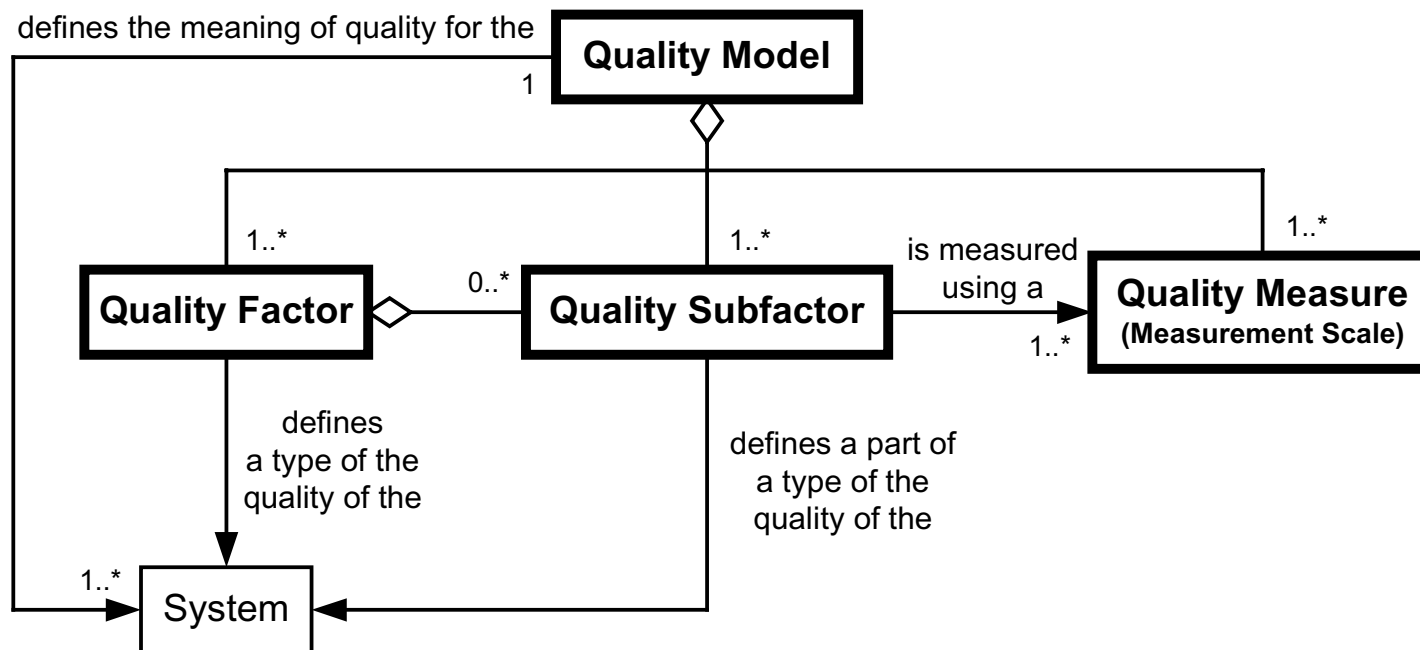 defines the meaning of quality for the
Quality Model
1
1..*
1..*
1..*
is measured
using a
0..*
Quality Factor
Quality Subfactor
Quality Measure
(Measurement Scale)
1..*
defines
a type of the
quality of the
defines a part of
a type of the
quality of the
1..*
System